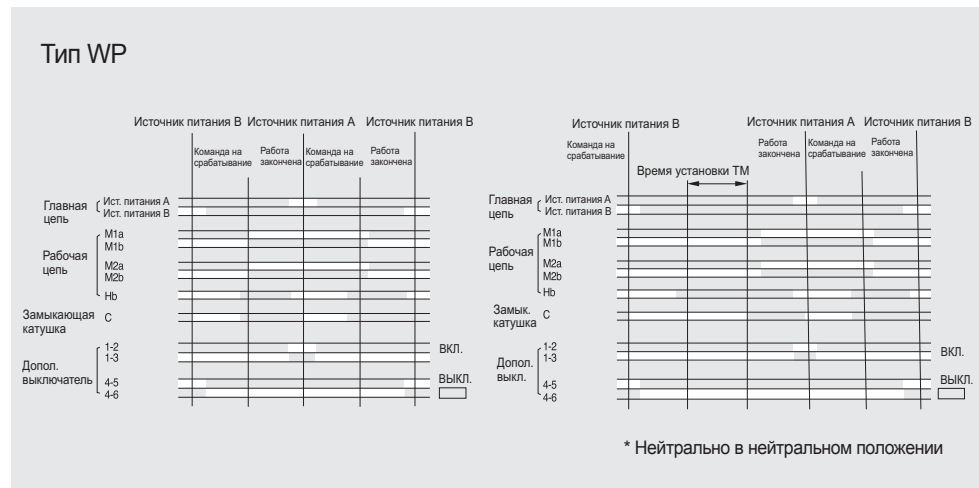 Тип WP
Источник питания B Источник питания A Источник питания B
Команда на срабатывание
Работа закончена
Команда на срабатывание
Работа закончена
Главная цепь
Ист. питания A
Ист. питания B
Рабочая цепь
M1a
M1b
M2a
M2b
Hb
Замыкающая катушка
C
Допол. выключатель
1-2
1-3
4-5
4-6
ВКЛ.
ВЫКЛ.
Источник питания B Источник питания A Источник питания B
Команда на срабатывание
Работа закончена
Команда на срабатывание
Работа закончена
Время установки ТМ
Главная цепь
Ист. питания A
Ист. питания B
Рабочая цепь
M1a
M1b
M2a
M2b
Hb
Замык. катушка
C
Допол. выкл.
1-2
1-3
4-5
4-6
ВКЛ.
ВЫКЛ.
* Нейтрально в нейтральном положении